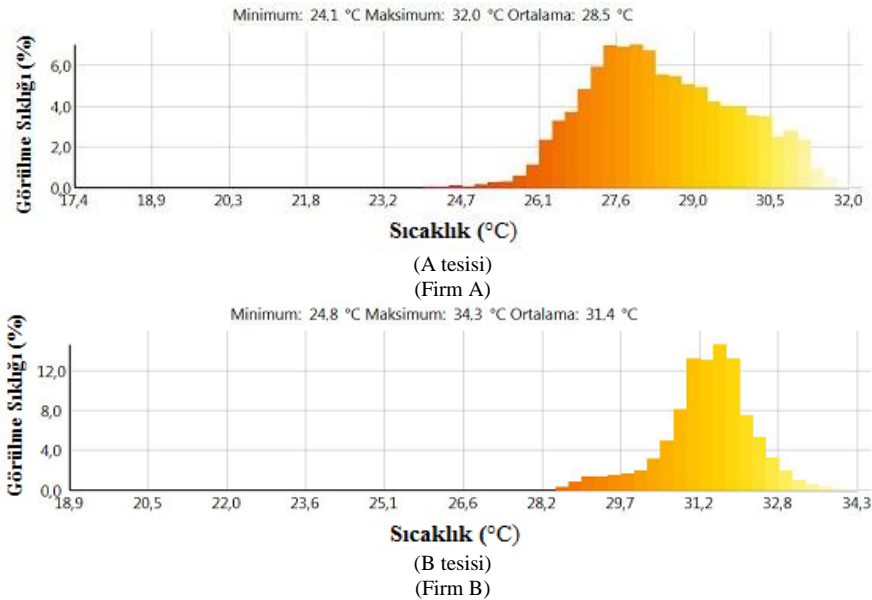 Minimum: 24,1 °C Maksimum: 32,0 °C Ortalama: 28,5 °C
Görülme Sıklığı (%)
6,0
4,0
2,0
0,0
17,4 18,9 20,3 21,8 23,2 24,7 26,1 27,6 29,0 30,5 32,0
Sıcaklık (°C)
(A tesisi)
(Firm A)
Minimum: 24,8 °C Maksimum: 34,3 °C Ortalama: 31,4 °C
Görülme Sıklığı (%)
12,0
8,0
4,0
0,0
18,9 20,5 22,0 23,6 25,1 26,6 28,2 29,7 31,2 32,8 34,3
Sıcaklık (°C)
(B tesisi)
(Firm B)